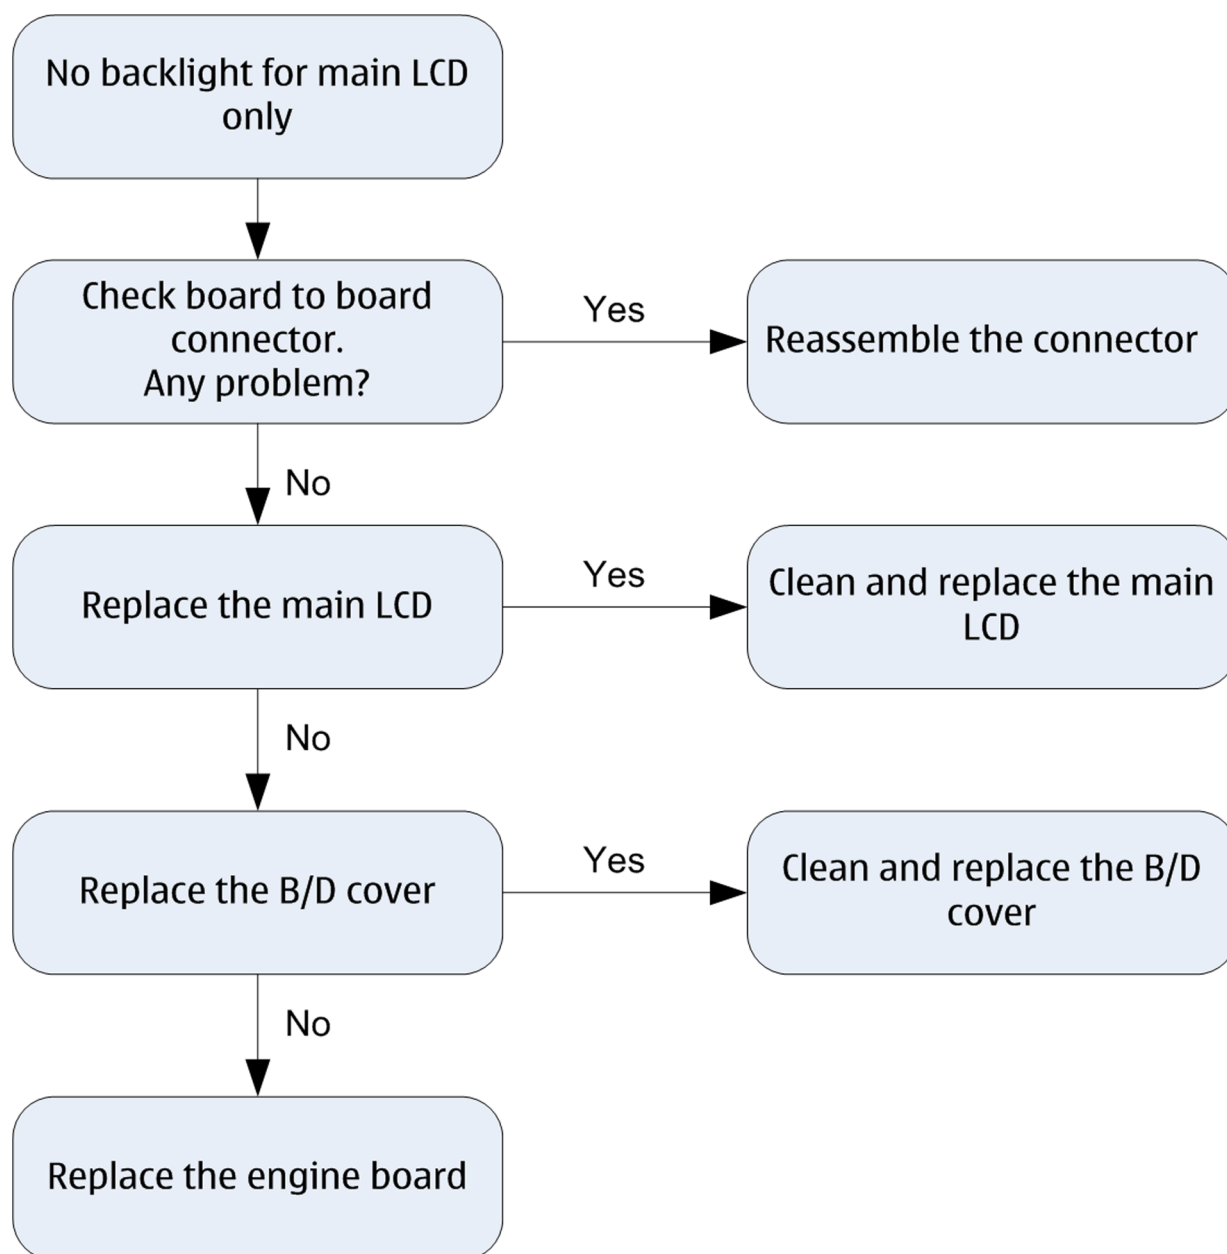 No backlight for main LCD
only
Check board to board
connector.
Any problem?
Yes
Reassemble the connector
No
Replace the main LCD
Yes
Clean and replace the main
LCD
No
Replace the B/D cover
Yes
Clean and replace the B/D
cover
No
Replace the engine board